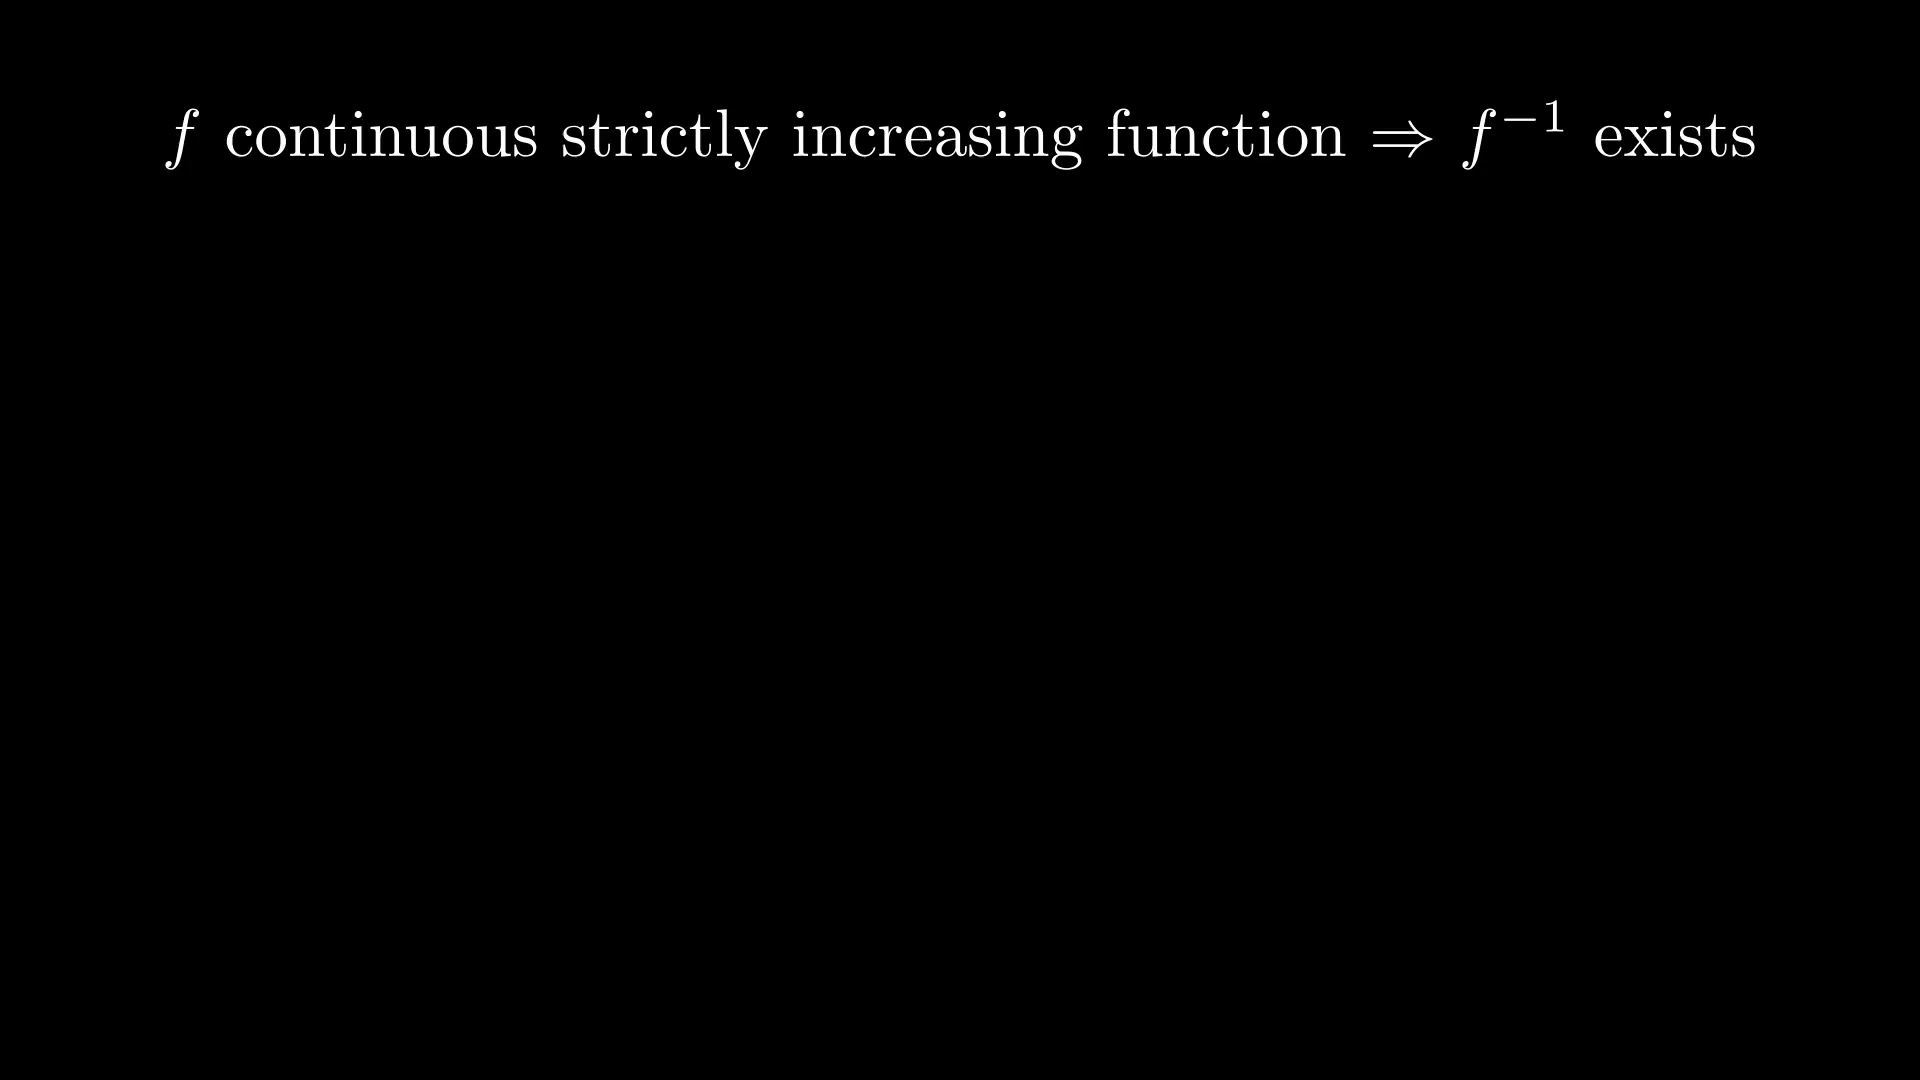 f continuous strictly increasing function ⇒ f⁻¹ exists